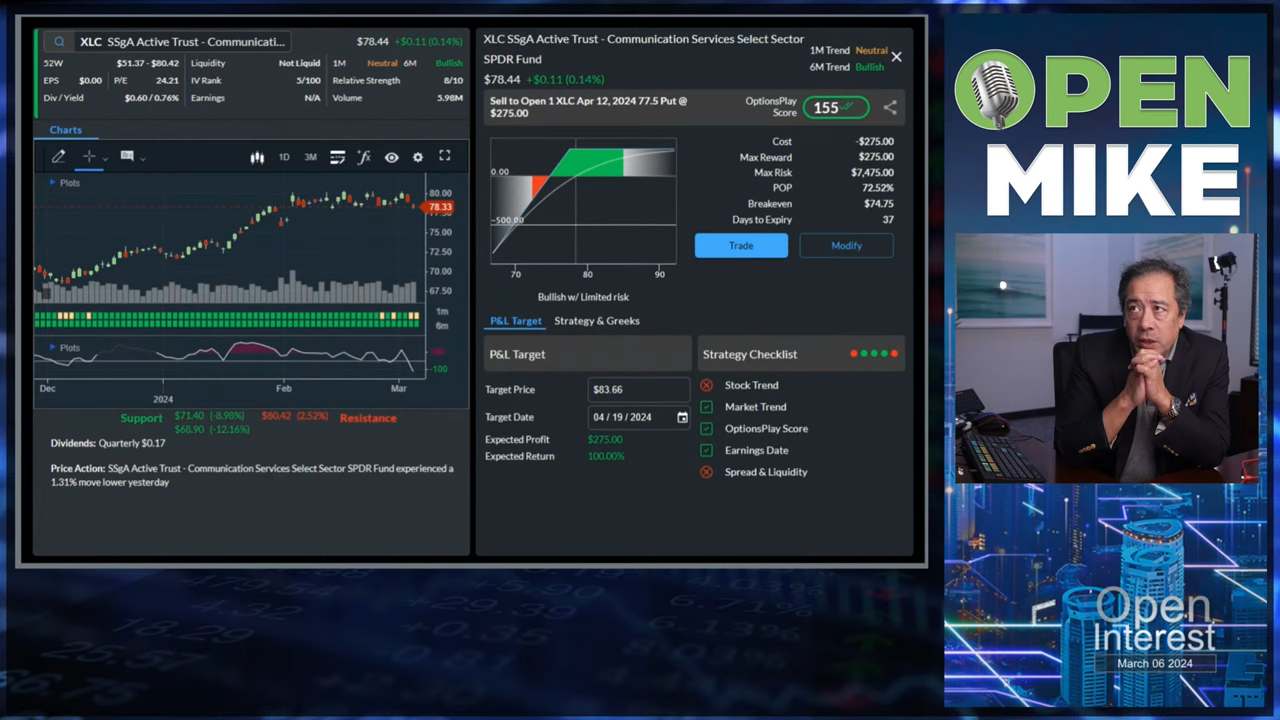 XLC SSgA Active Trust - Communicati...
$78.44 +$0.11 (0.14%)
52W $51.37 - $80.42 Liquidity Not Liquid 1M Neutral 6M Bullish
EPS $0.00 P/E 24.21 IV Rank 5/100 Relative Strength 8/10
Div / Yield $0.60 / 0.76% Earnings N/A Volume 5.98M
Charts
1D 3M
Plots
80.00
78.33
75.00
72.50
70.00
67.50
1m
6m
Plots
-100
Dec Feb Mar
2024
Support $71.40 (-8.98%) $80.42 (2.52%) Resistance
$68.90 (-12.16%)
Dividends: Quarterly $0.17
Price Action: SSgA Active Trust - Communication Services Select Sector SPDR Fund experienced a
1.31% move lower yesterday
XLC SSgA Active Trust - Communication Services Select Sector
SPDR Fund
$78.44 +$0.11 (0.14%)
1M Trend Neutral
6M Trend Bullish
Sell to Open 1 XLC Apr 12, 2024 77.5 Put @
$275.00
OptionsPlay
Score
155
0.00
-500.00
70 80 90
Bullish w/ Limited risk
Cost -$275.00
Max Reward $275.00
Max Risk $7,475.00
POP 72.52%
Breakeven $74.75
Days to Expiry 37
Trade Modify
P&L Target Strategy & Greeks
P&L Target
Target Price $83.66
Target Date 04 / 19 / 2024
Expected Profit $275.00
Expected Return 100.00%
Strategy Checklist
Stock Trend
Market Trend
OptionsPlay Score
Earnings Date
Spread & Liquidity
OPEN
MIKE
Open
Interest
March 06 2024